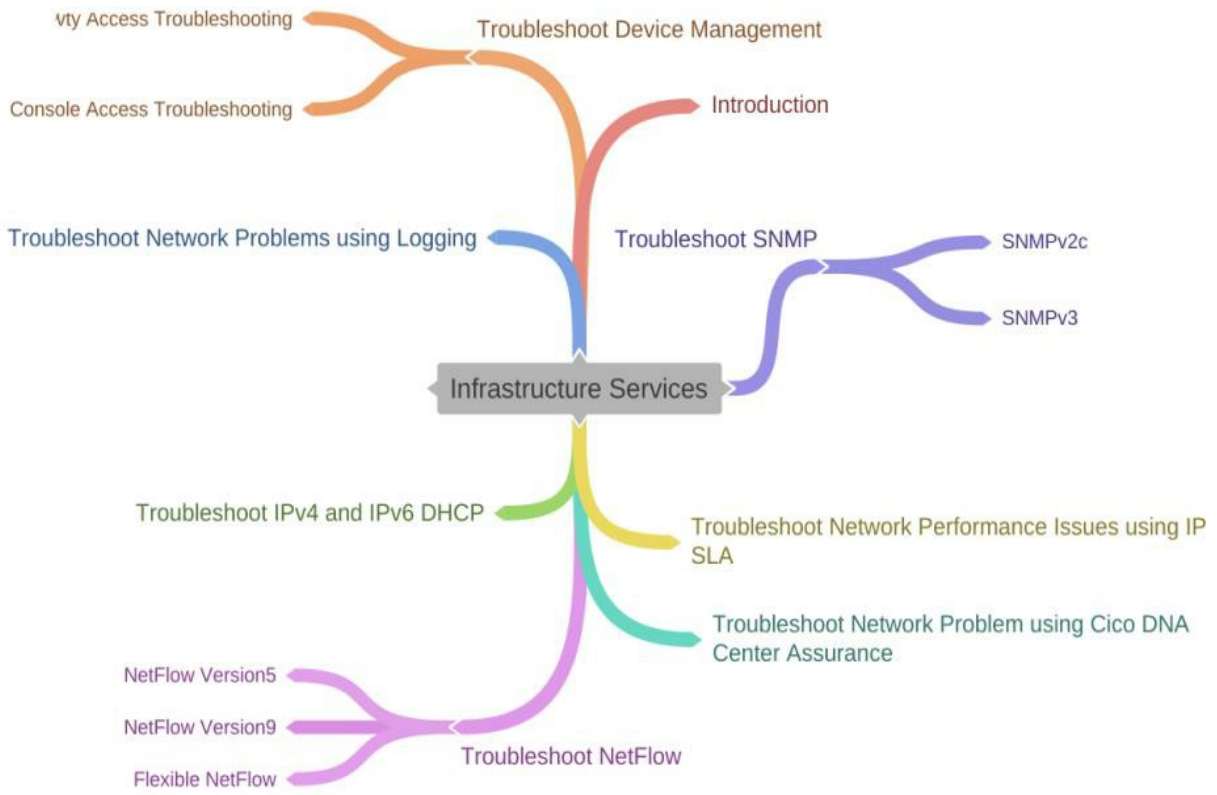 vty Access Troubleshooting
Troubleshoot Device Management
Console Access Troubleshooting
Introduction
Troubleshoot Network Problems using Logging
Troubleshoot SNMP
SNMPv2c
SNMPv3
Infrastructure Services
Troubleshoot IPv4 and IPv6 DHCP
Troubleshoot Network Performance Issues using IP
SLA
Troubleshoot Network Problem using Cico DNA
Center Assurance
NetFlow Version5
NetFlow Version9
Flexible NetFlow
Troubleshoot NetFlow